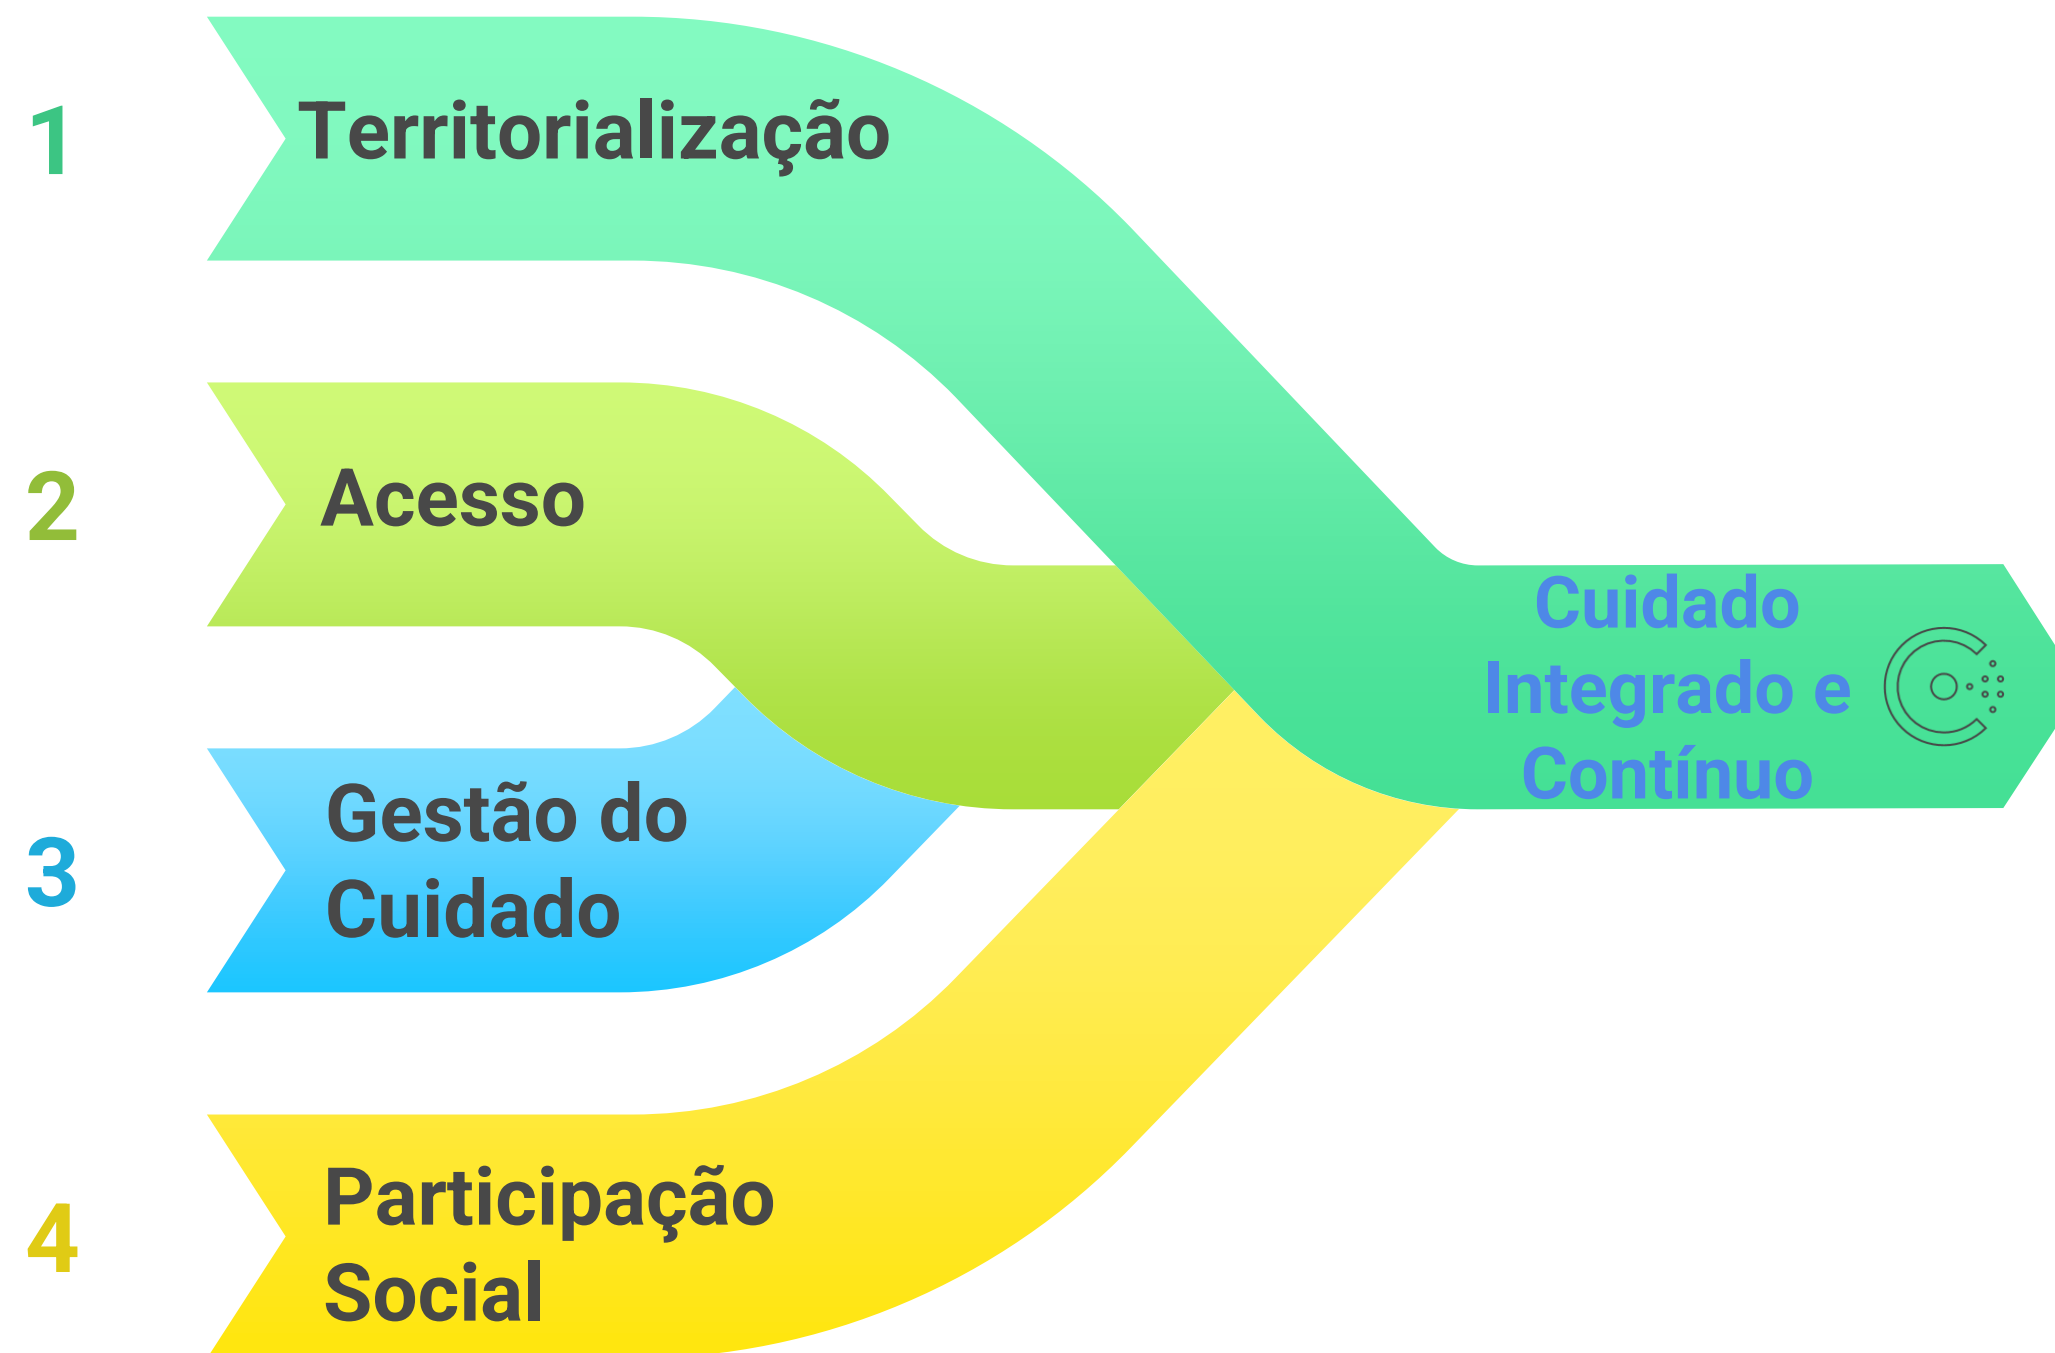 1
Territorialização
2
Acesso
3
Gestão do
Cuidado
4
Participação
Social
Cuidado
Integrado e
Contínuo